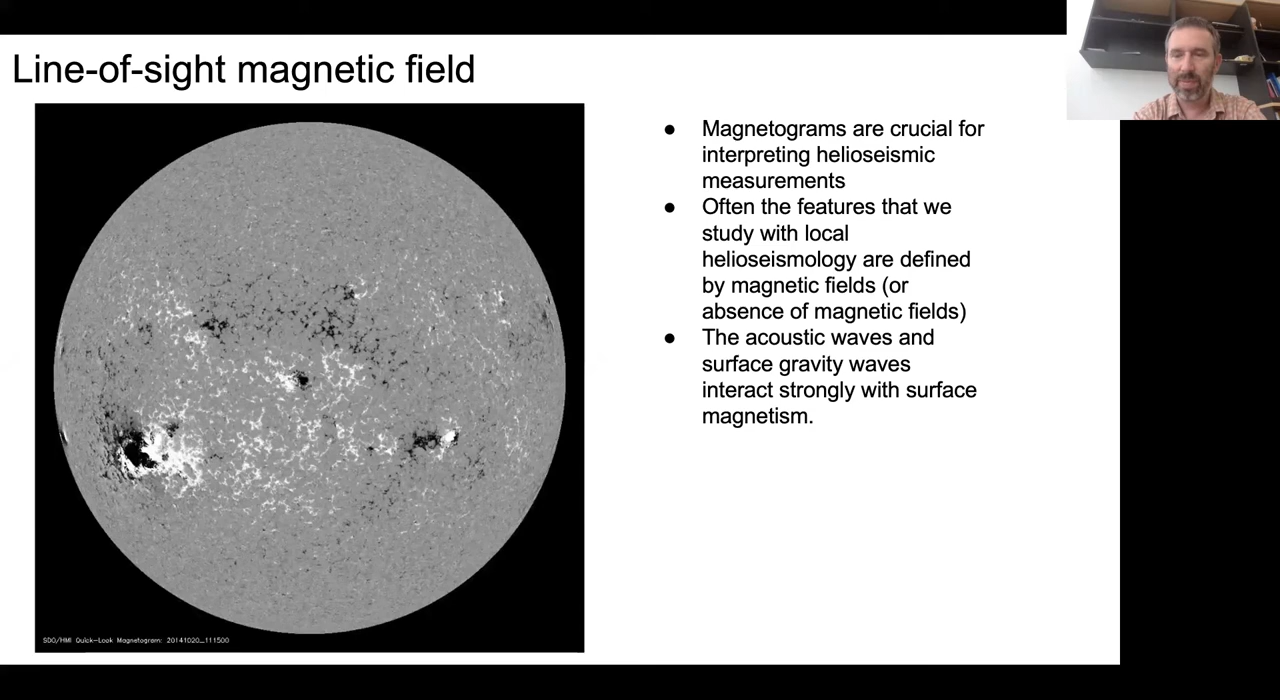 Line-of-sight magnetic field
● Magnetograms are crucial for
interpreting helioseismic
measurements
● Often the features that we
study with local
helioseismology are defined
by magnetic fields (or
absence of magnetic fields)
● The acoustic waves and
surface gravity waves
interact strongly with surface
magnetism.
SDO/HMI Quick-Look Magnetogram: 20141020_111500